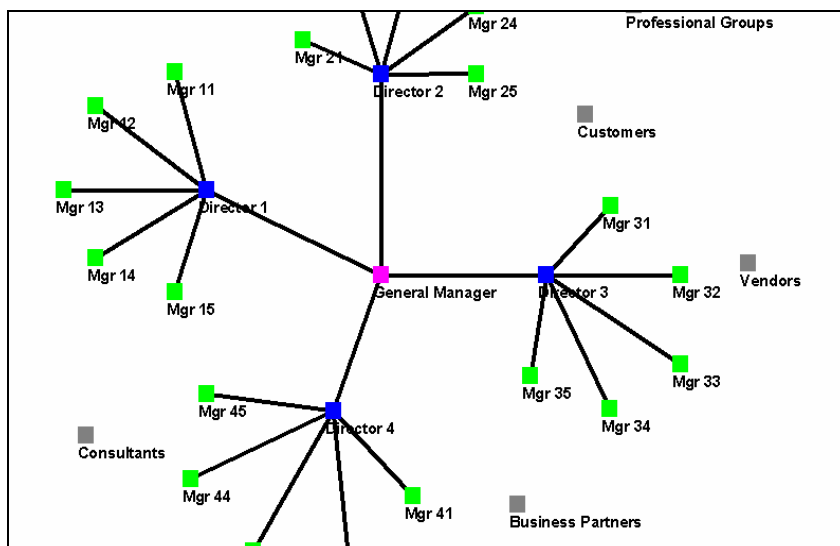 Mgr 24
Professional Groups
Mgr 21
Mgr 11
Director 2
Mgr 25
Mgr 12
Customers
Mgr 13
Director 1
Mgr 31
Mgr 14
General Manager
Director 3
Mgr 32
Vendors
Mgr 15
Mgr 33
Mgr 35
Mgr 45
Mgr 34
Director 4
Consultants
Mgr 44
Mgr 41
Business Partners